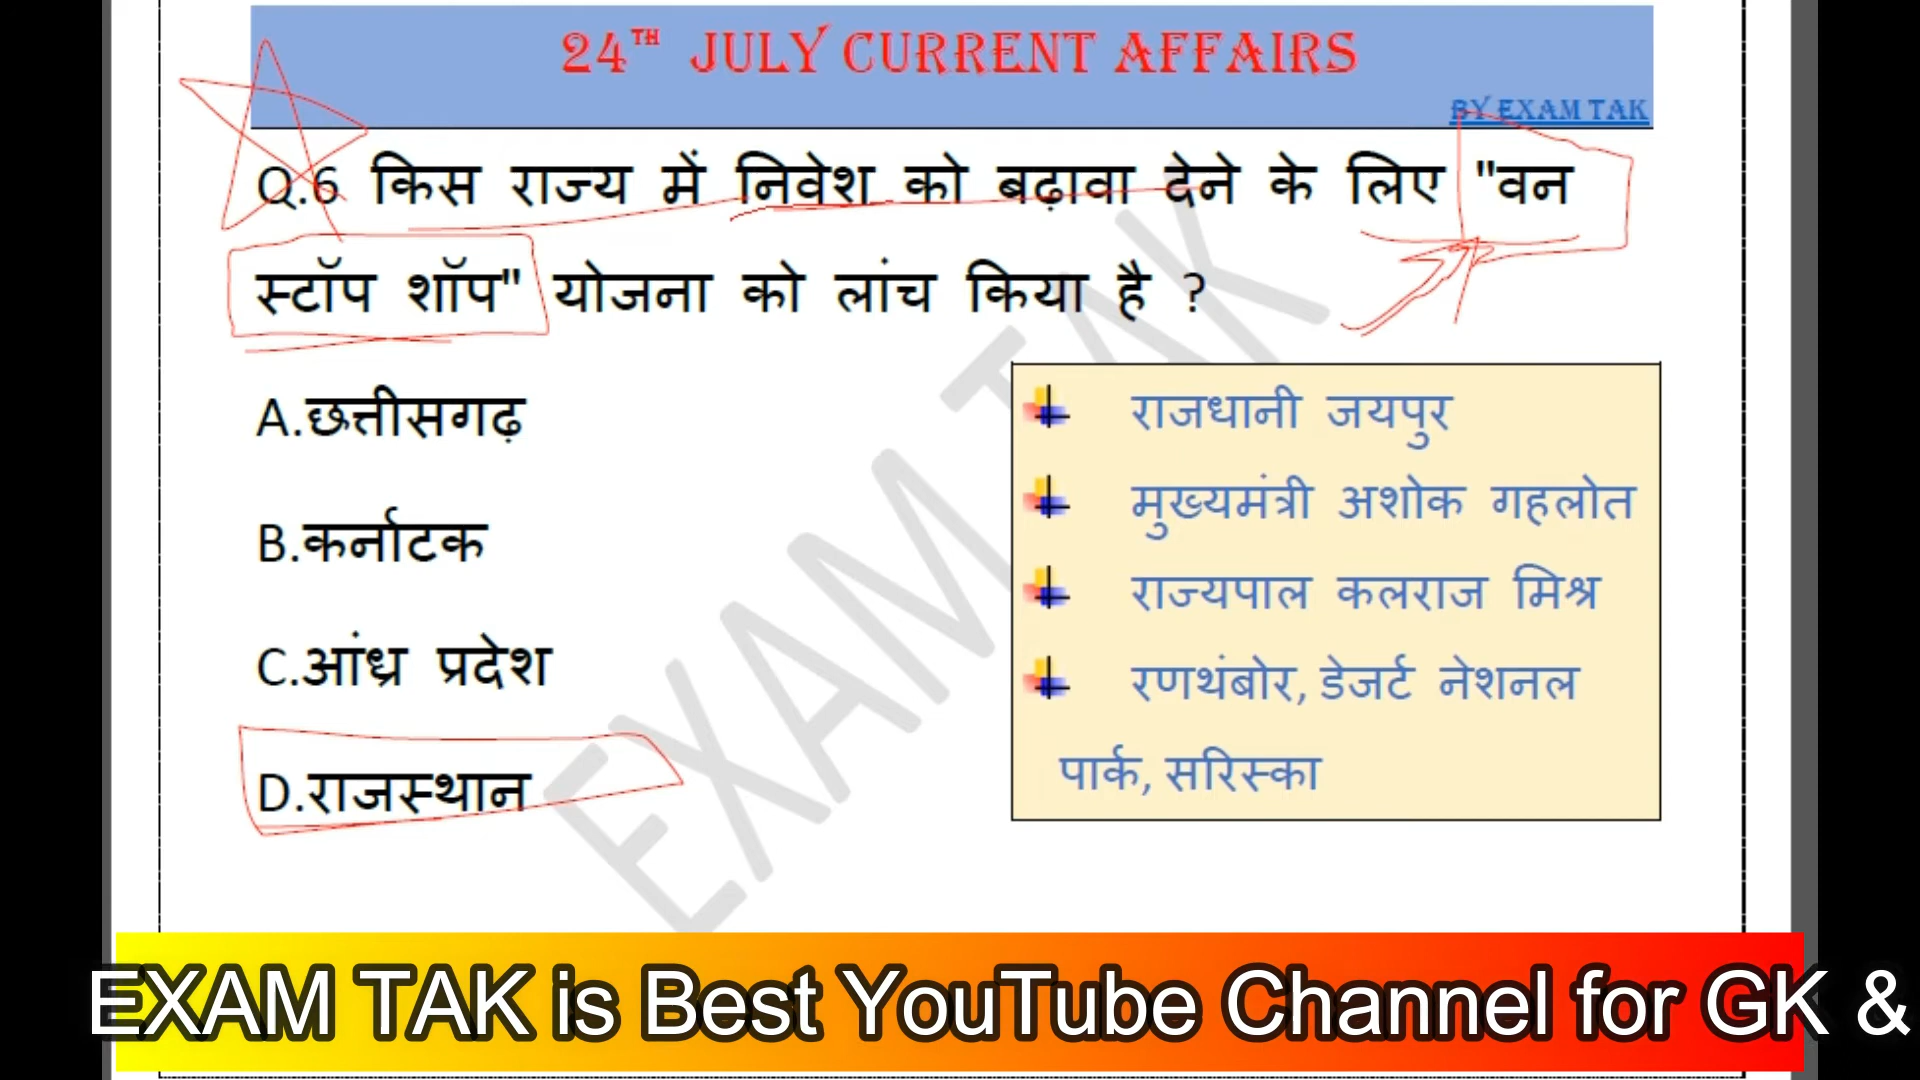 24TH JULY CURRENT AFFAIRS
BY EXAM TAK
Q.6 किस राज्य में निवेश को बढ़ावा देने के लिए "वन
स्टॉप शॉप" योजना को लांच किया है ?
A.छत्तीसगढ़
B.कर्नाटक
C.आंध्र प्रदेश
D.राजस्थान
राजधानी जयपुर
मुख्यमंत्री अशोक गहलोत
राज्यपाल कलराज मिश्र
रणथंबोर, डेजर्ट नेशनल
पार्क, सरिस्का
EXAM TAK
EXAM TAK is Best YouTube Channel for GK &